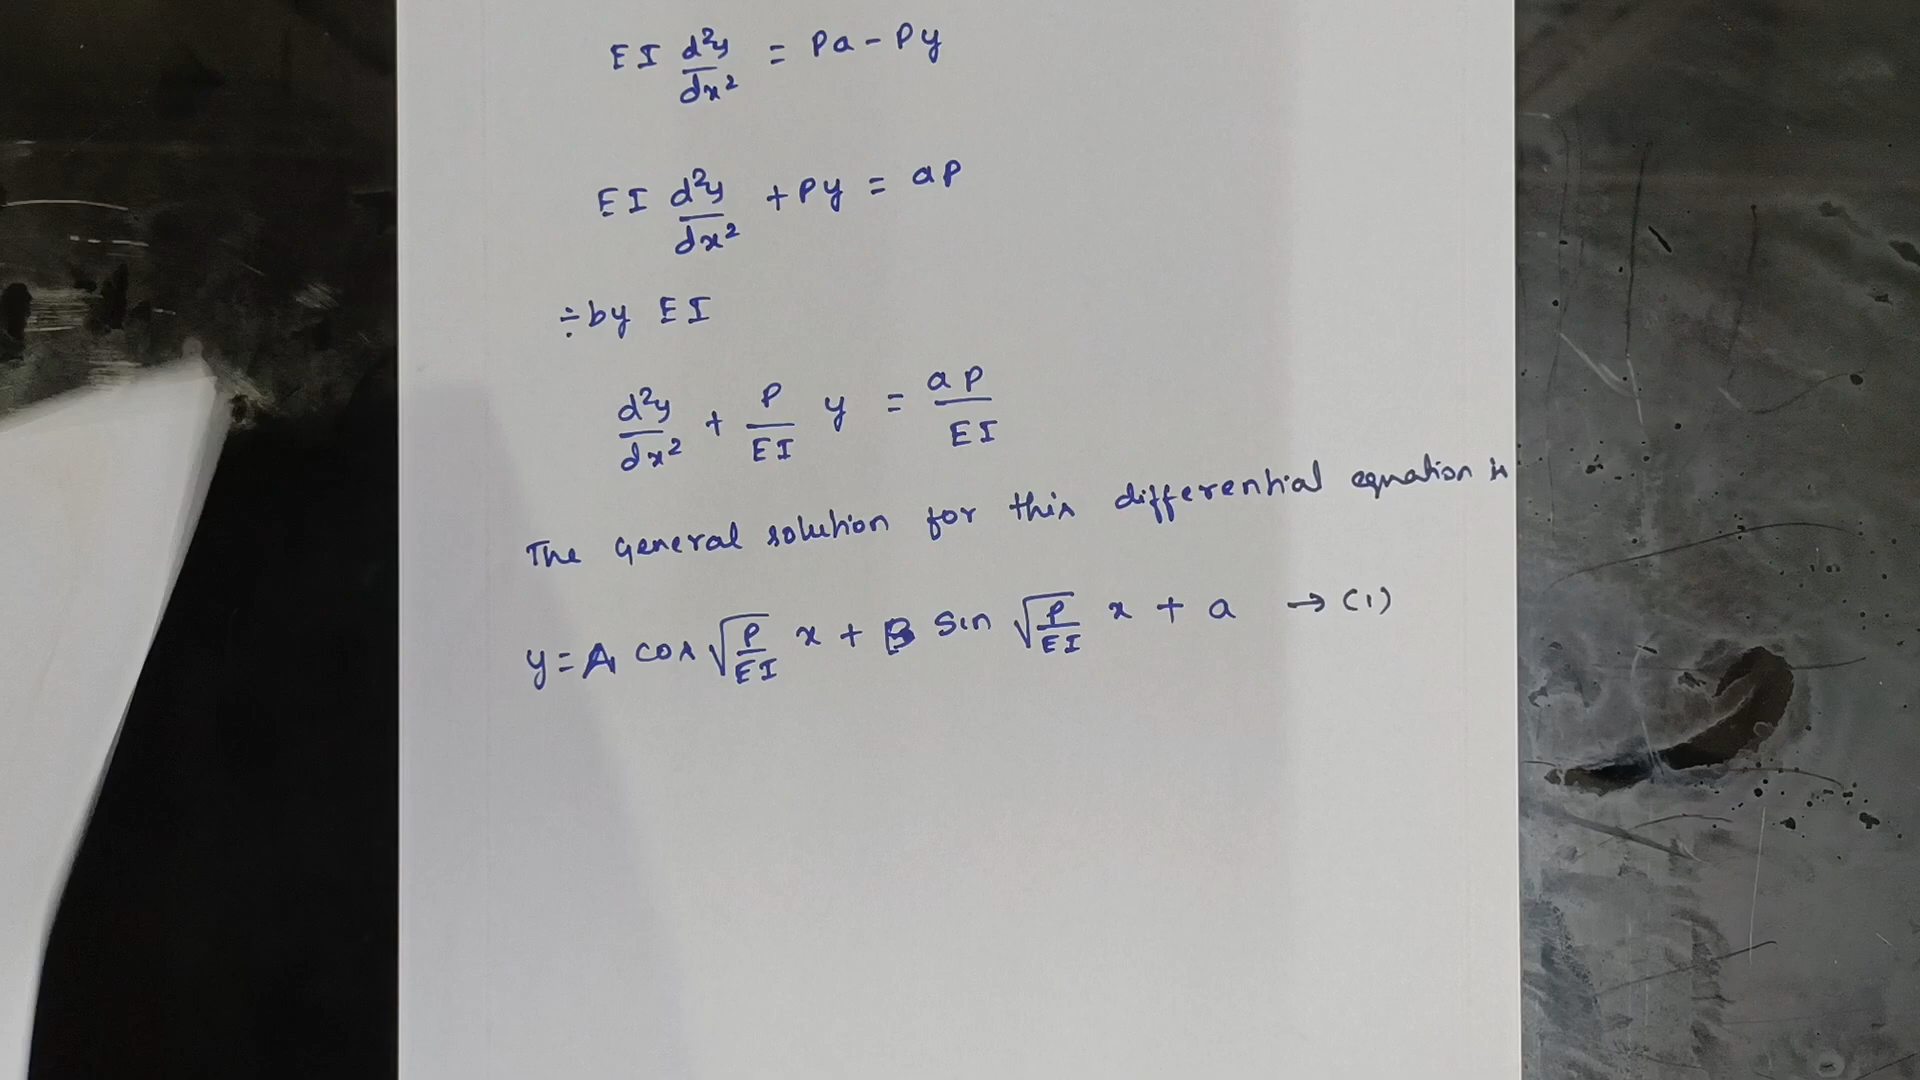 EI d²y/dx² = Pa - Py
EI d²y/dx² + Py = aP
÷ by EI
d²y/dx² + P/EI y = aP/EI
The General solution for this differential equation is
y = A cos √(P/EI) x + B Sin √(P/EI) x + a → (1)